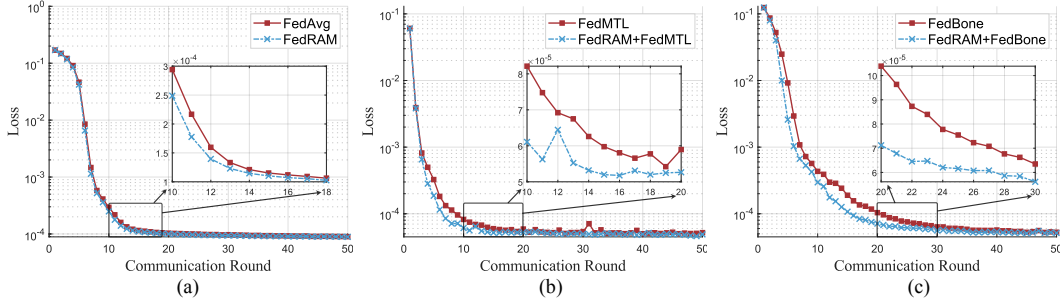 10⁰
10⁻¹
10⁻²
10⁻³
10⁻⁴
Loss
FedAvg
FedRAM
3 ×10⁻⁴
2
1
10 12 14 16 18
0 10 20 30 40 50
Communication Round
(a)
10⁻¹
10⁻²
10⁻³
10⁻⁴
Loss
FedMTL
FedRAM+FedMTL
8 ×10⁻⁵
7
6
5
10 12 14 16 18 20
0 10 20 30 40 50
Communication Round
(b)
10⁻¹
10⁻²
10⁻³
10⁻⁴
Loss
FedBone
FedRAM+FedBone
10 ×10⁻⁵
9
8
7
6
20 22 24 26 28 30
0 10 20 30 40 50
Communication Round
(c)